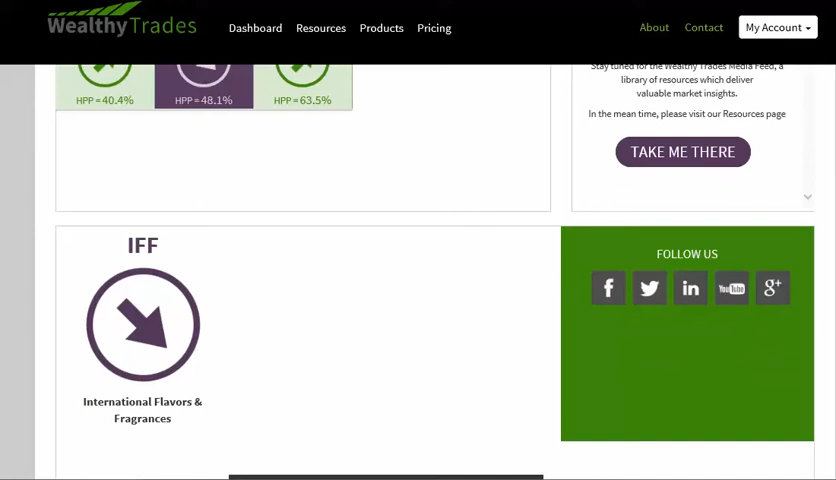 WealthyTrades
Dashboard Resources Products Pricing
About Contact My Account
HPP = 40.4% HPP = 48.1% HPP = 63.5%
Stay tuned for the Wealthy Trades Media Feed, a
library of resources which deliver
valuable market insights.
In the mean time, please visit our Resources page
TAKE ME THERE
IFF
International Flavors &
Fragrances
FOLLOW US
f in You Tube g+